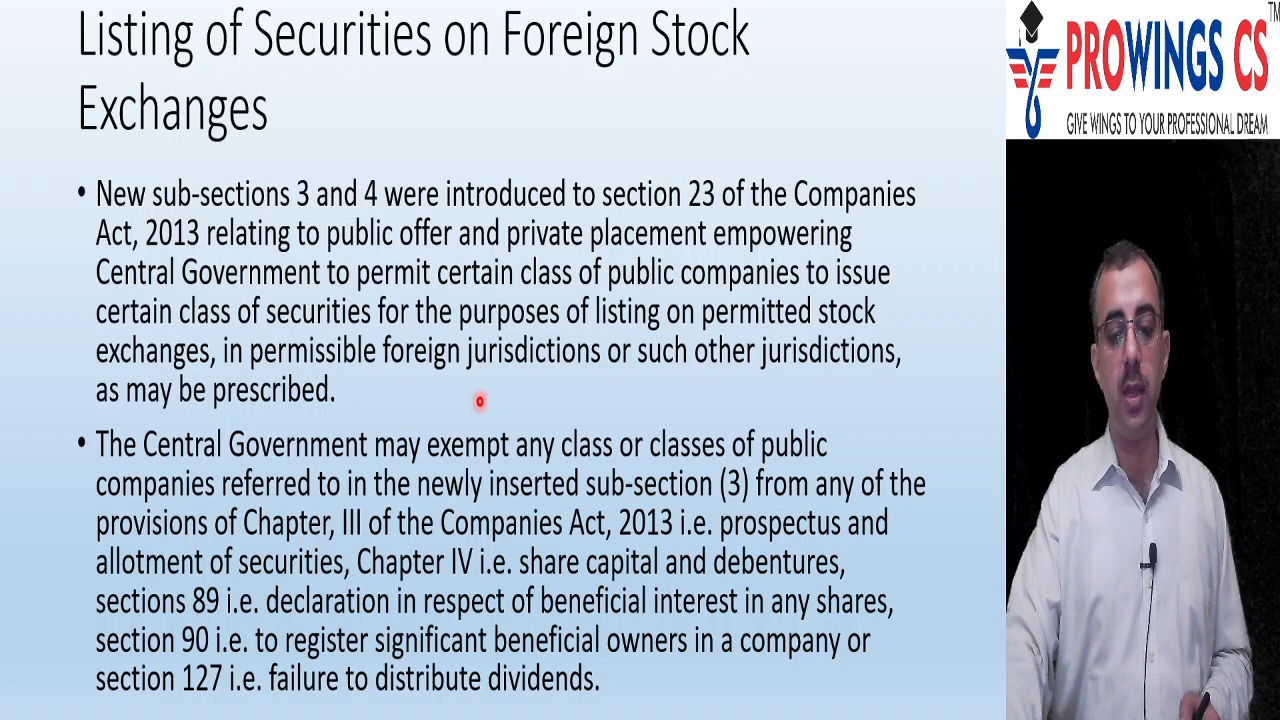 Listing of Securities on Foreign Stock
Exchanges
• New sub-sections 3 and 4 were introduced to section 23 of the Companies
Act, 2013 relating to public offer and private placement empowering
Central Government to permit certain class of public companies to issue
certain class of securities for the purposes of listing on permitted stock
exchanges, in permissible foreign jurisdictions or such other jurisdictions,
as may be prescribed.
• The Central Government may exempt any class or classes of public
companies referred to in the newly inserted sub-section (3) from any of the
provisions of Chapter, III of the Companies Act, 2013 i.e. prospectus and
allotment of securities, Chapter IV i.e. share capital and debentures,
sections 89 i.e. declaration in respect of beneficial interest in any shares,
section 90 i.e. to register significant beneficial owners in a company or
section 127 i.e. failure to distribute dividends.
TM
PROWINGS CS
GIVE WINGS TO YOUR PROFESSIONAL DREAM